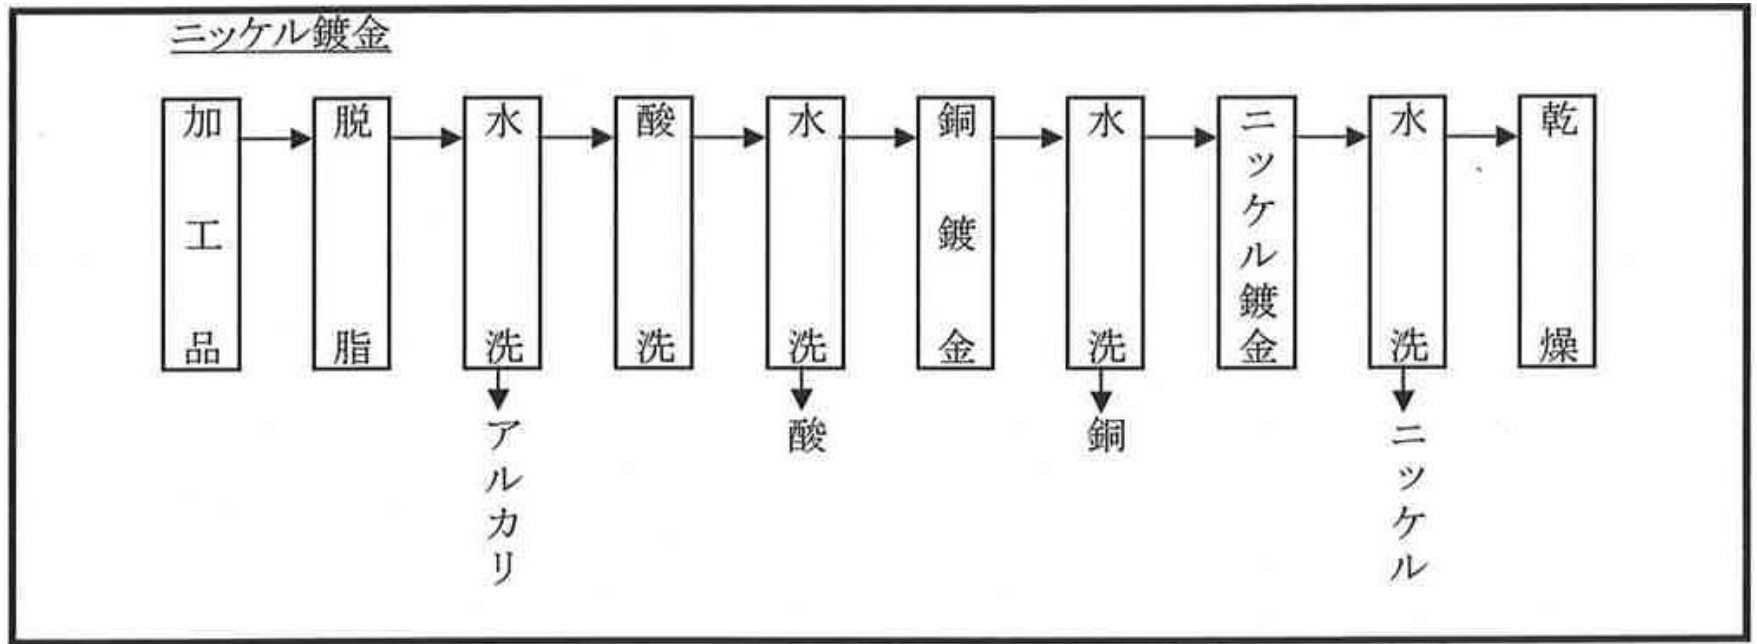 ニッケル鍍金
加工品
脱脂
水洗
酸洗
水洗
銅鍍金
水洗
ニッケル鍍金
水洗
乾燥
アルカリ
酸
銅
ニッケル